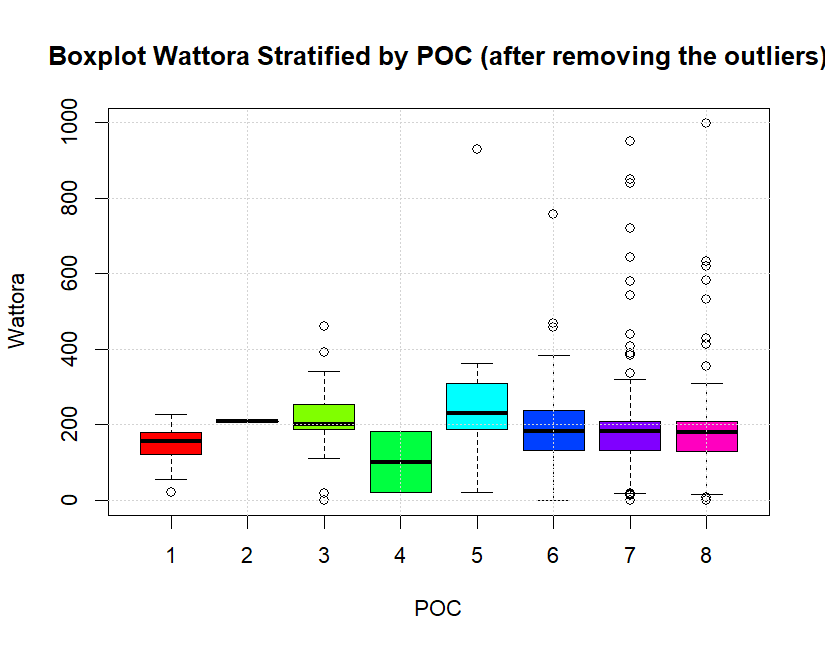 Boxplot Wattora Stratified by POC (after removing the outliers)
1000
800
600
400
200
0
Wattora
1 2 3 4 5 6 7 8
POC